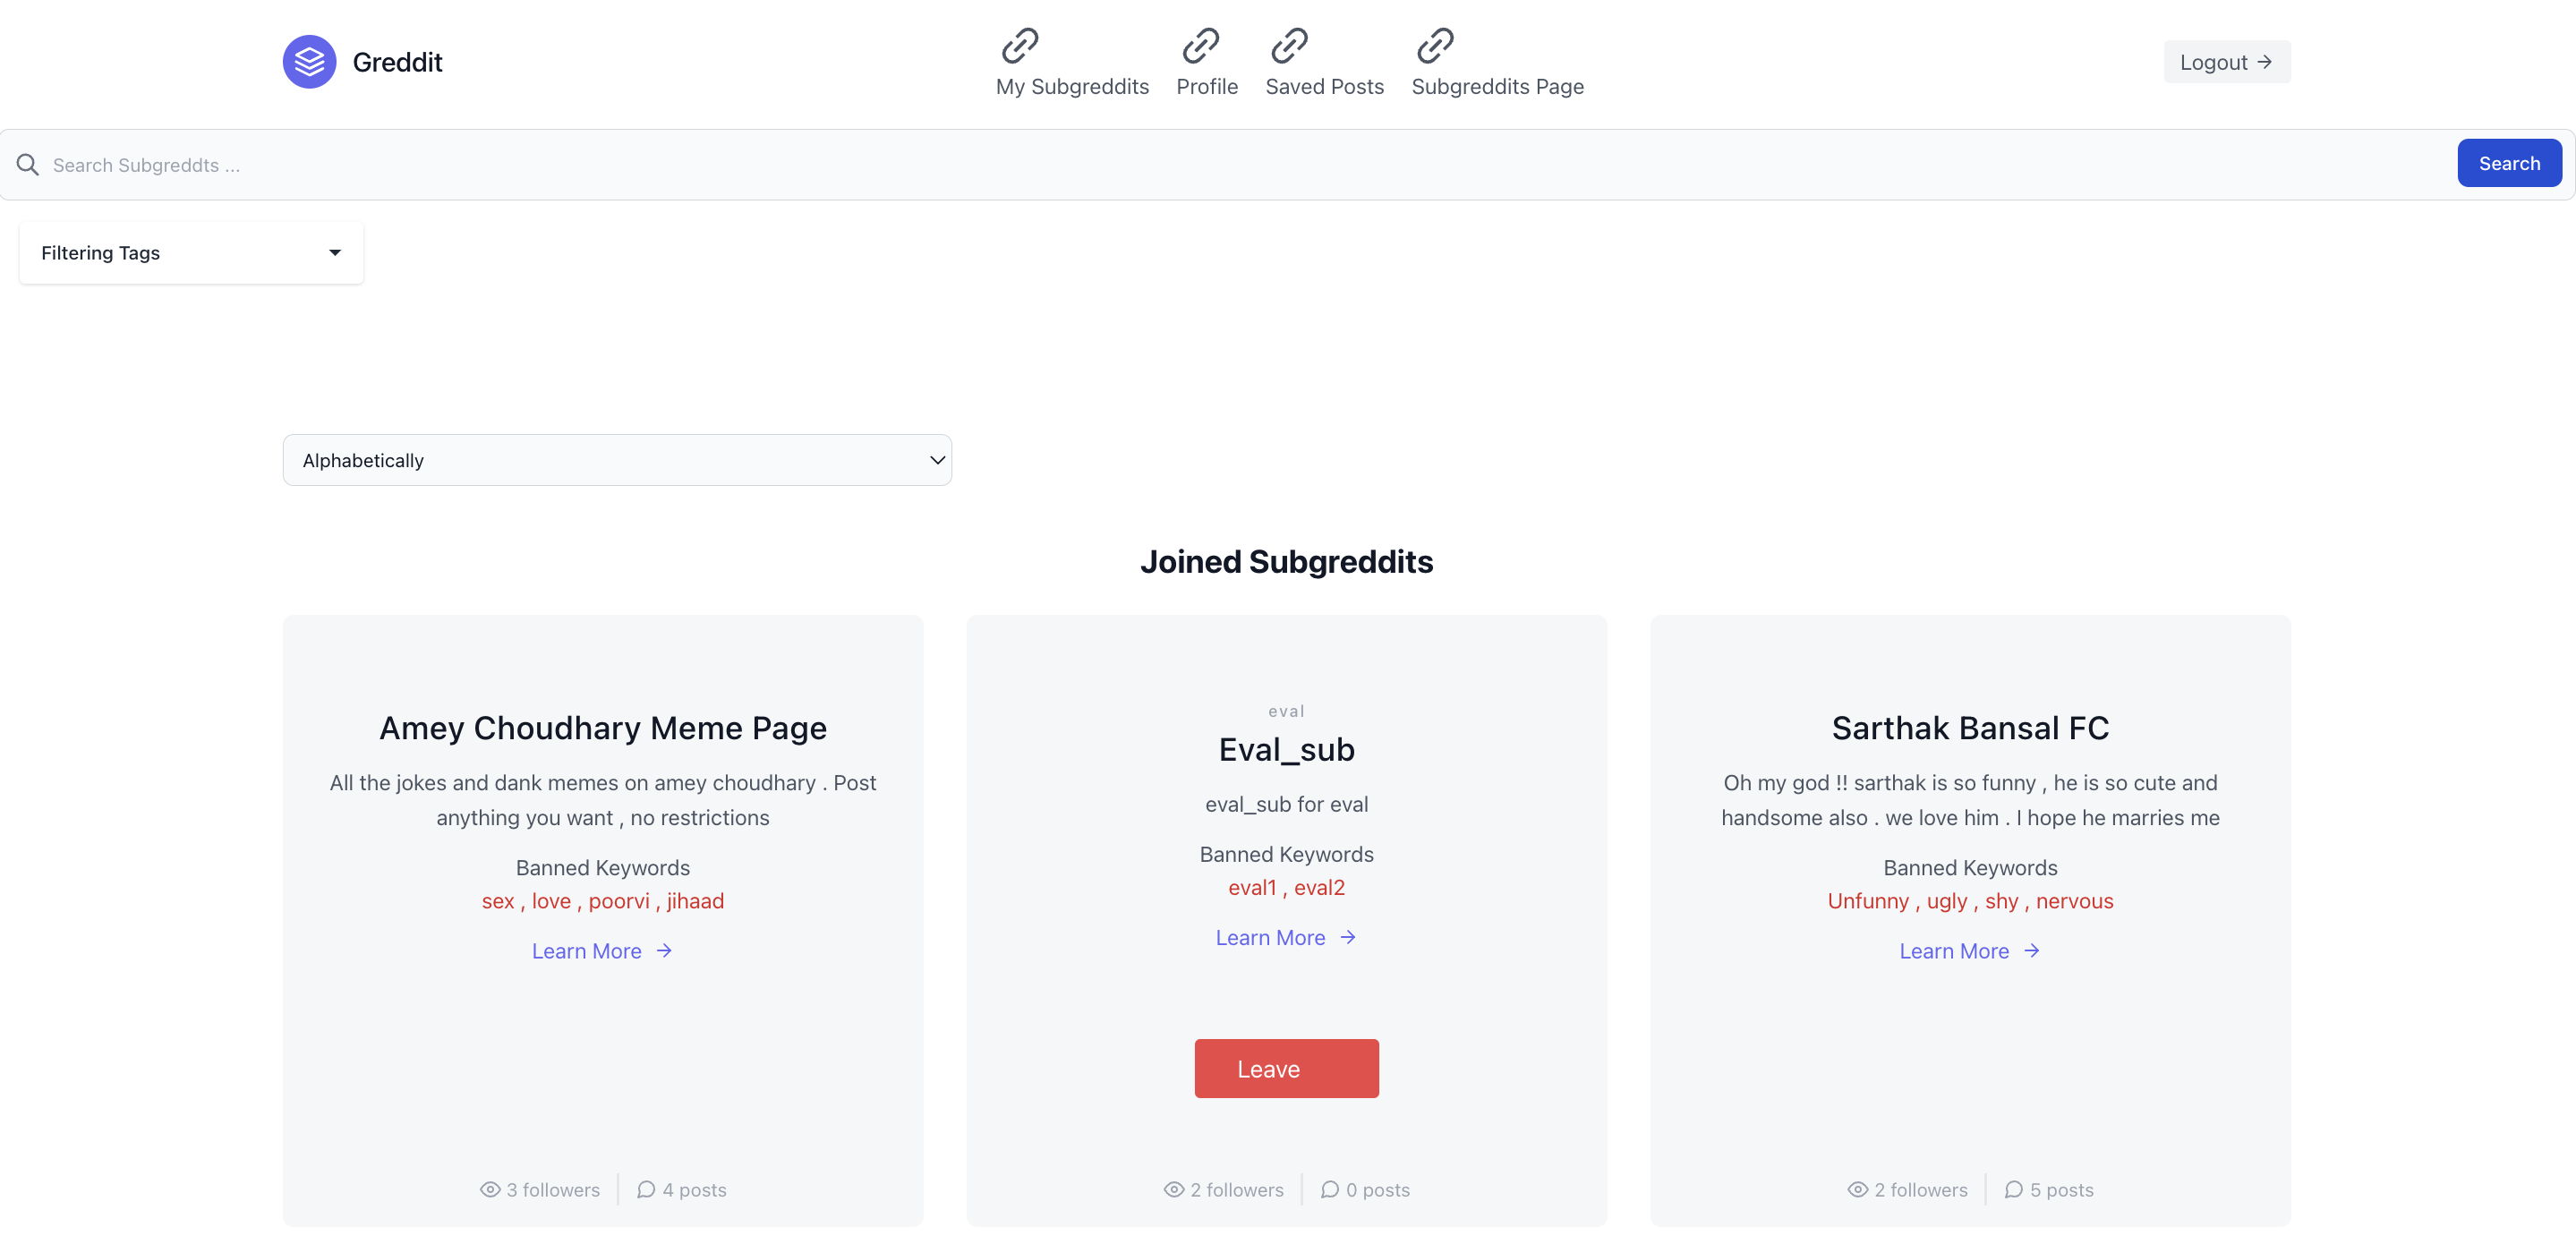 Greddit
My Subgreddits
Profile
Saved Posts
Subgreddits Page
Logout →
Search Subgreddts ...
Search
Filtering Tags
Alphabetically
Joined Subgreddits
Amey Choudhary Meme Page
All the jokes and dank memes on amey choudhary . Post
anything you want , no restrictions
Banned Keywords
sex , love , poorvi , jihaad
Learn More →
3 followers
4 posts
eval
Eval_sub
eval_sub for eval
Banned Keywords
eval1 , eval2
Learn More →
Leave
2 followers
0 posts
Sarthak Bansal FC
Oh my god !! sarthak is so funny , he is so cute and
handsome also . we love him . I hope he marries me
Banned Keywords
Unfunny , ugly , shy , nervous
Learn More →
2 followers
5 posts